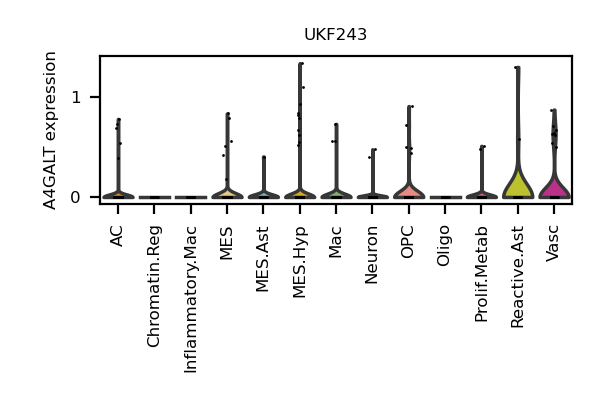 UKF243
A4GALT expression
1
0
AC
Chromatin.Reg
Inflammatory.Mac
MES
MES.Ast
MES.Hyp
Mac
Neuron
OPC
Oligo
Prolif.Metab
Reactive.Ast
Vasc